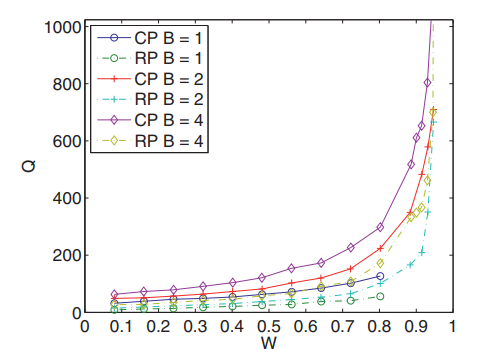 1000
CP B = 1
RP B = 1
CP B = 2
RP B = 2
CP B = 4
RP B = 4
800
600
400
200
0
Q
0 0.1 0.2 0.3 0.4 0.5 0.6 0.7 0.8 0.9 1
W